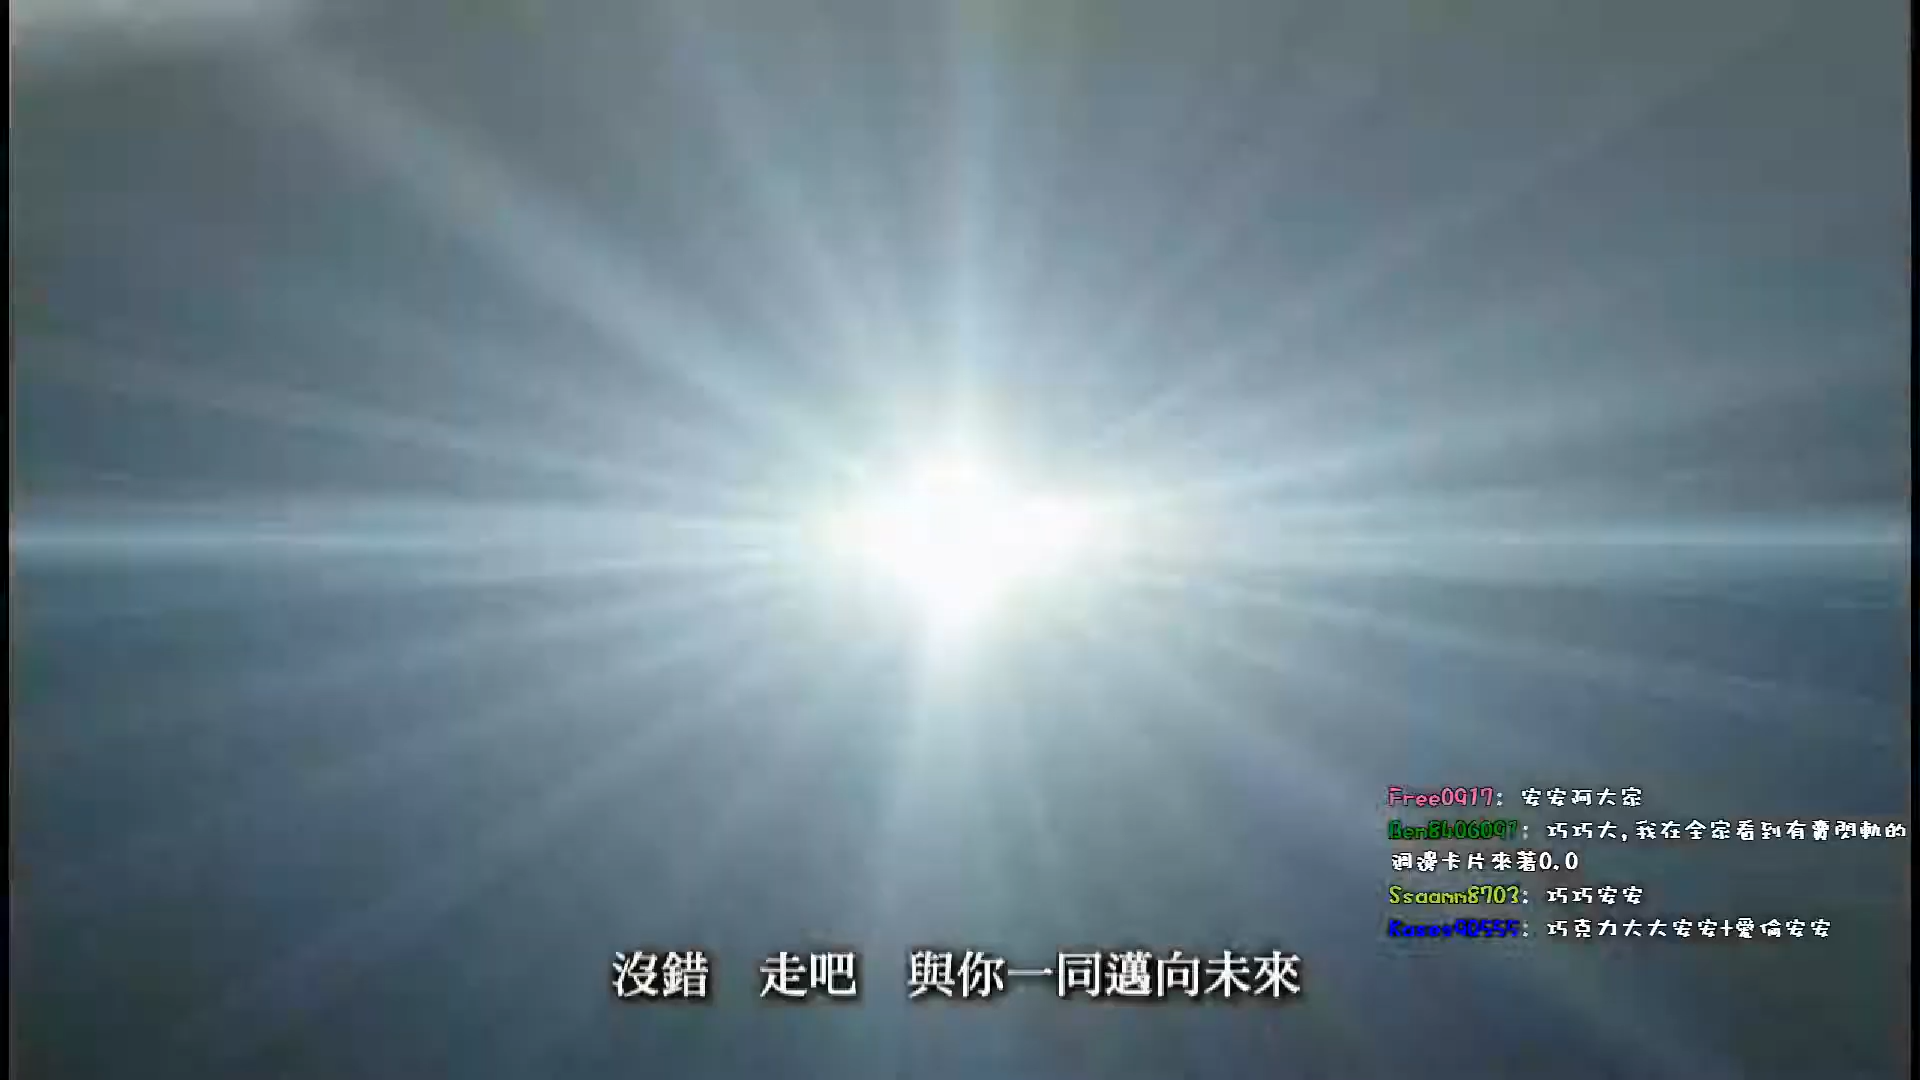 Free0917: 安安阿大家
Ben8406091: 巧巧大,我在全家看到有賣閃軌的
週邊卡片來著0.0
Ssaamm8703: 巧巧安安
巧克力大大安安+愛倫安安
沒錯　走吧　與你一同邁向未來